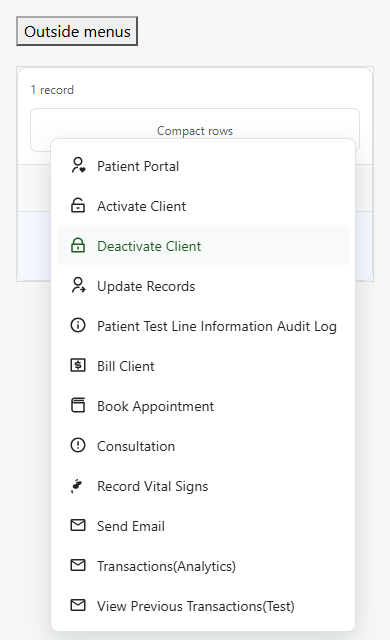 Outside menus
1 record
Compact rows
Patient Portal
Activate Client
Deactivate Client
Update Records
Patient Test Line Information Audit Log
Bill Client
Book Appointment
Consultation
Record Vital Signs
Send Email
Transactions(Analytics)
View Previous Transactions(Test)